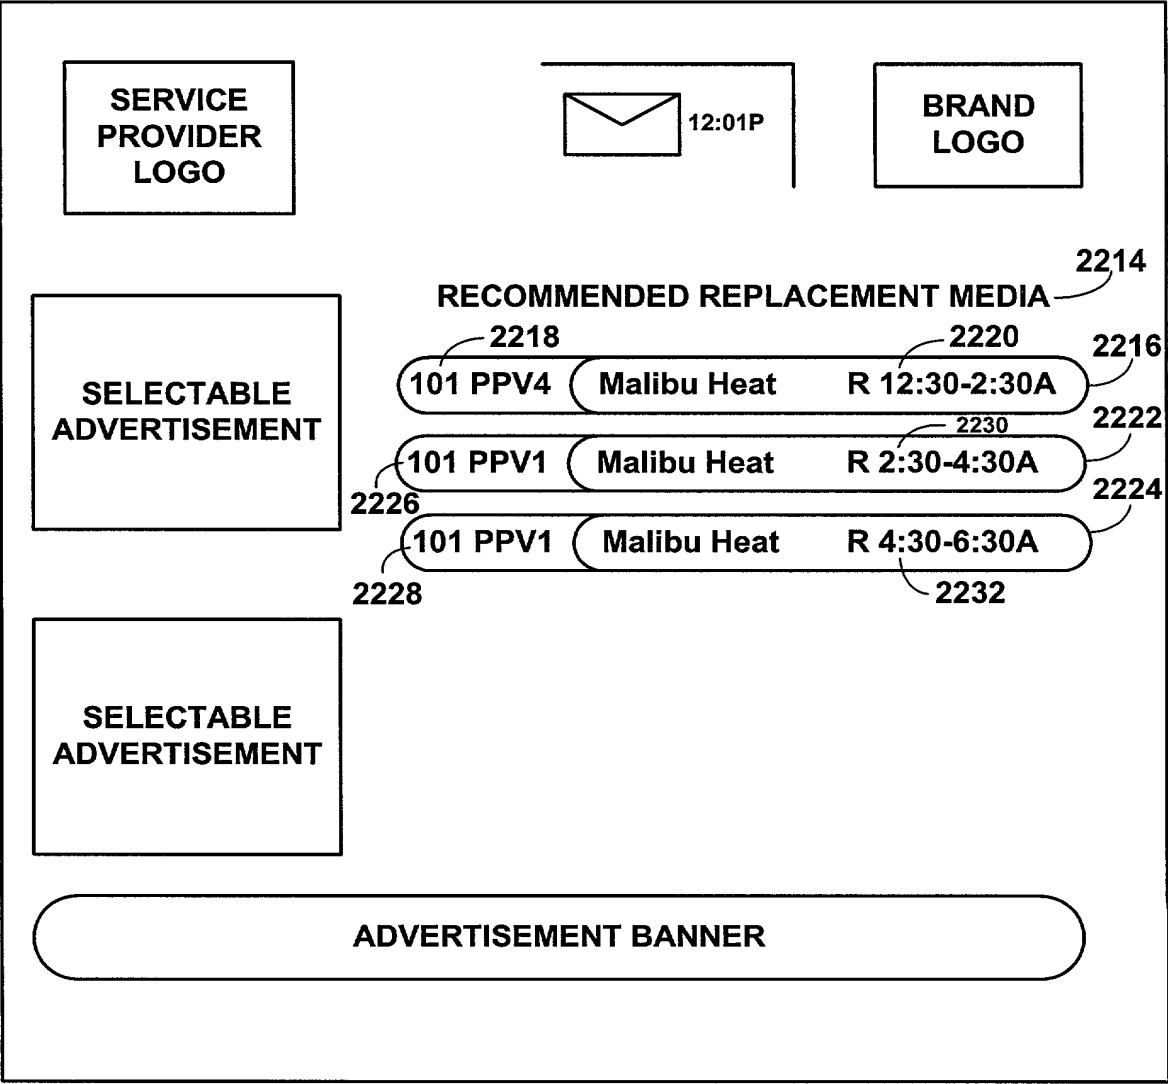 SERVICE
PROVIDER
LOGO
12:01P
BRAND
LOGO
2214
RECOMMENDED REPLACEMENT MEDIA
2218
2220
2216
101 PPV4 Malibu Heat R 12:30-2:30A
2230
2222
101 PPV1 Malibu Heat R 2:30-4:30A
2226
2224
101 PPV1 Malibu Heat R 4:30-6:30A
2228
2232
SELECTABLE
ADVERTISEMENT
SELECTABLE
ADVERTISEMENT
ADVERTISEMENT BANNER